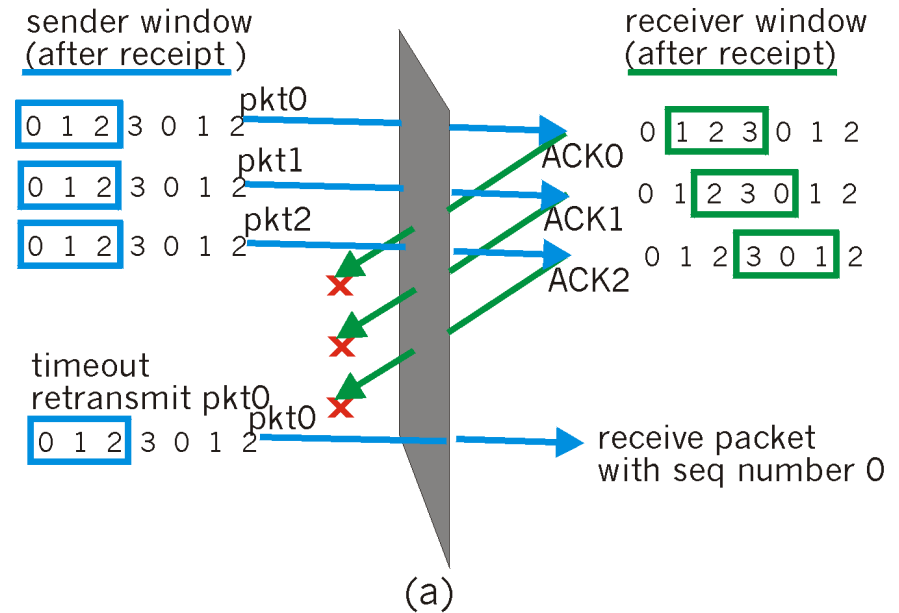 sender window
(after receipt )
receiver window
(after receipt)
0 1 2 3 0 1 2
pkt0
ACK0
0 1 2 3 0 1 2
0 1 2 3 0 1 2
pkt1
ACK1
0 1 2 3 0 1 2
0 1 2 3 0 1 2
pkt2
ACK2
0 1 2 3 0 1 2
timeout
retransmit pkt0
0 1 2 3 0 1 2
pkt0
receive packet
with seq number 0
(a)